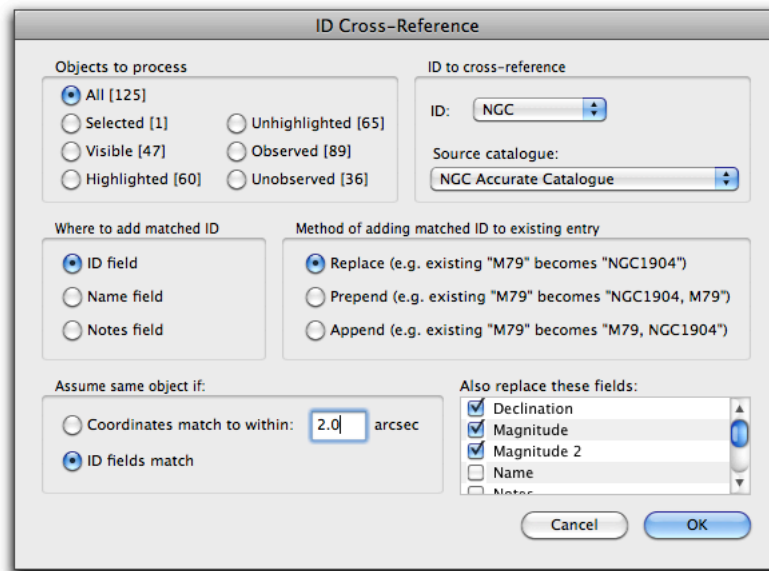 ID Cross-Reference
Objects to process
All [125]
Selected [1]
Unhighlighted [65]
Visible [47]
Observed [89]
Highlighted [60]
Unobserved [36]
ID to cross-reference
ID: NGC
Source catalogue:
NGC Accurate Catalogue
Where to add matched ID
ID field
Name field
Notes field
Method of adding matched ID to existing entry
Replace (e.g. existing "M79" becomes "NGC1904")
Prepend (e.g. existing "M79" becomes "NGC1904, M79")
Append (e.g. existing "M79" becomes "M79, NGC1904")
Assume same object if:
Coordinates match to within: 2.0 arcsec
ID fields match
Also replace these fields:
Declination
Magnitude
Magnitude 2
Name
Notes
Cancel
OK